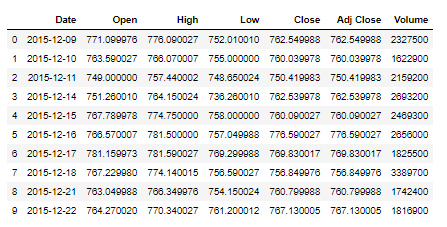 Date Open High Low Close Adj Close Volume
0 2015-12-09 771.099976 776.090027 752.010010 762.549988 762.549988 2327500
1 2015-12-10 763.590027 766.070007 755.000000 760.039978 760.039978 1622900
2 2015-12-11 749.000000 757.440002 748.650024 750.419983 750.419983 2159200
3 2015-12-14 751.260010 764.150024 736.260010 762.539978 762.539978 2693200
4 2015-12-15 767.789978 774.750000 758.000000 760.090027 760.090027 2469300
5 2015-12-16 766.570007 781.500000 757.049988 776.590027 776.590027 2656000
6 2015-12-17 781.159973 781.590027 769.299988 769.830017 769.830017 1825500
7 2015-12-18 767.229980 774.140015 756.590027 756.849976 756.849976 3389700
8 2015-12-21 763.049988 766.349976 754.150024 760.799988 760.799988 1742400
9 2015-12-22 764.270020 770.340027 761.200012 767.130005 767.130005 1816900